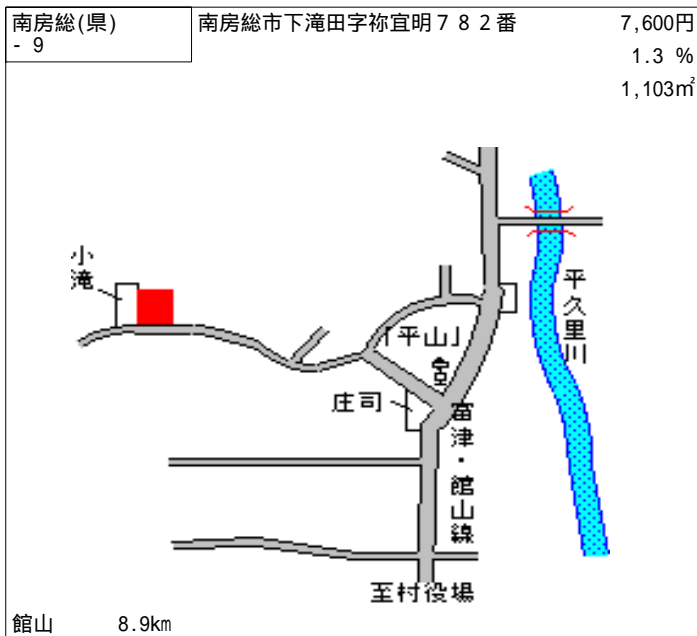 南房総(県)
- 9
南房総市下滝田字祢宜明７８２番
7,600円
1.3 %
1,103㎡
小滝
「平山」
平久里川
庄司
富津・館山線
至村役場
館山 8.9km